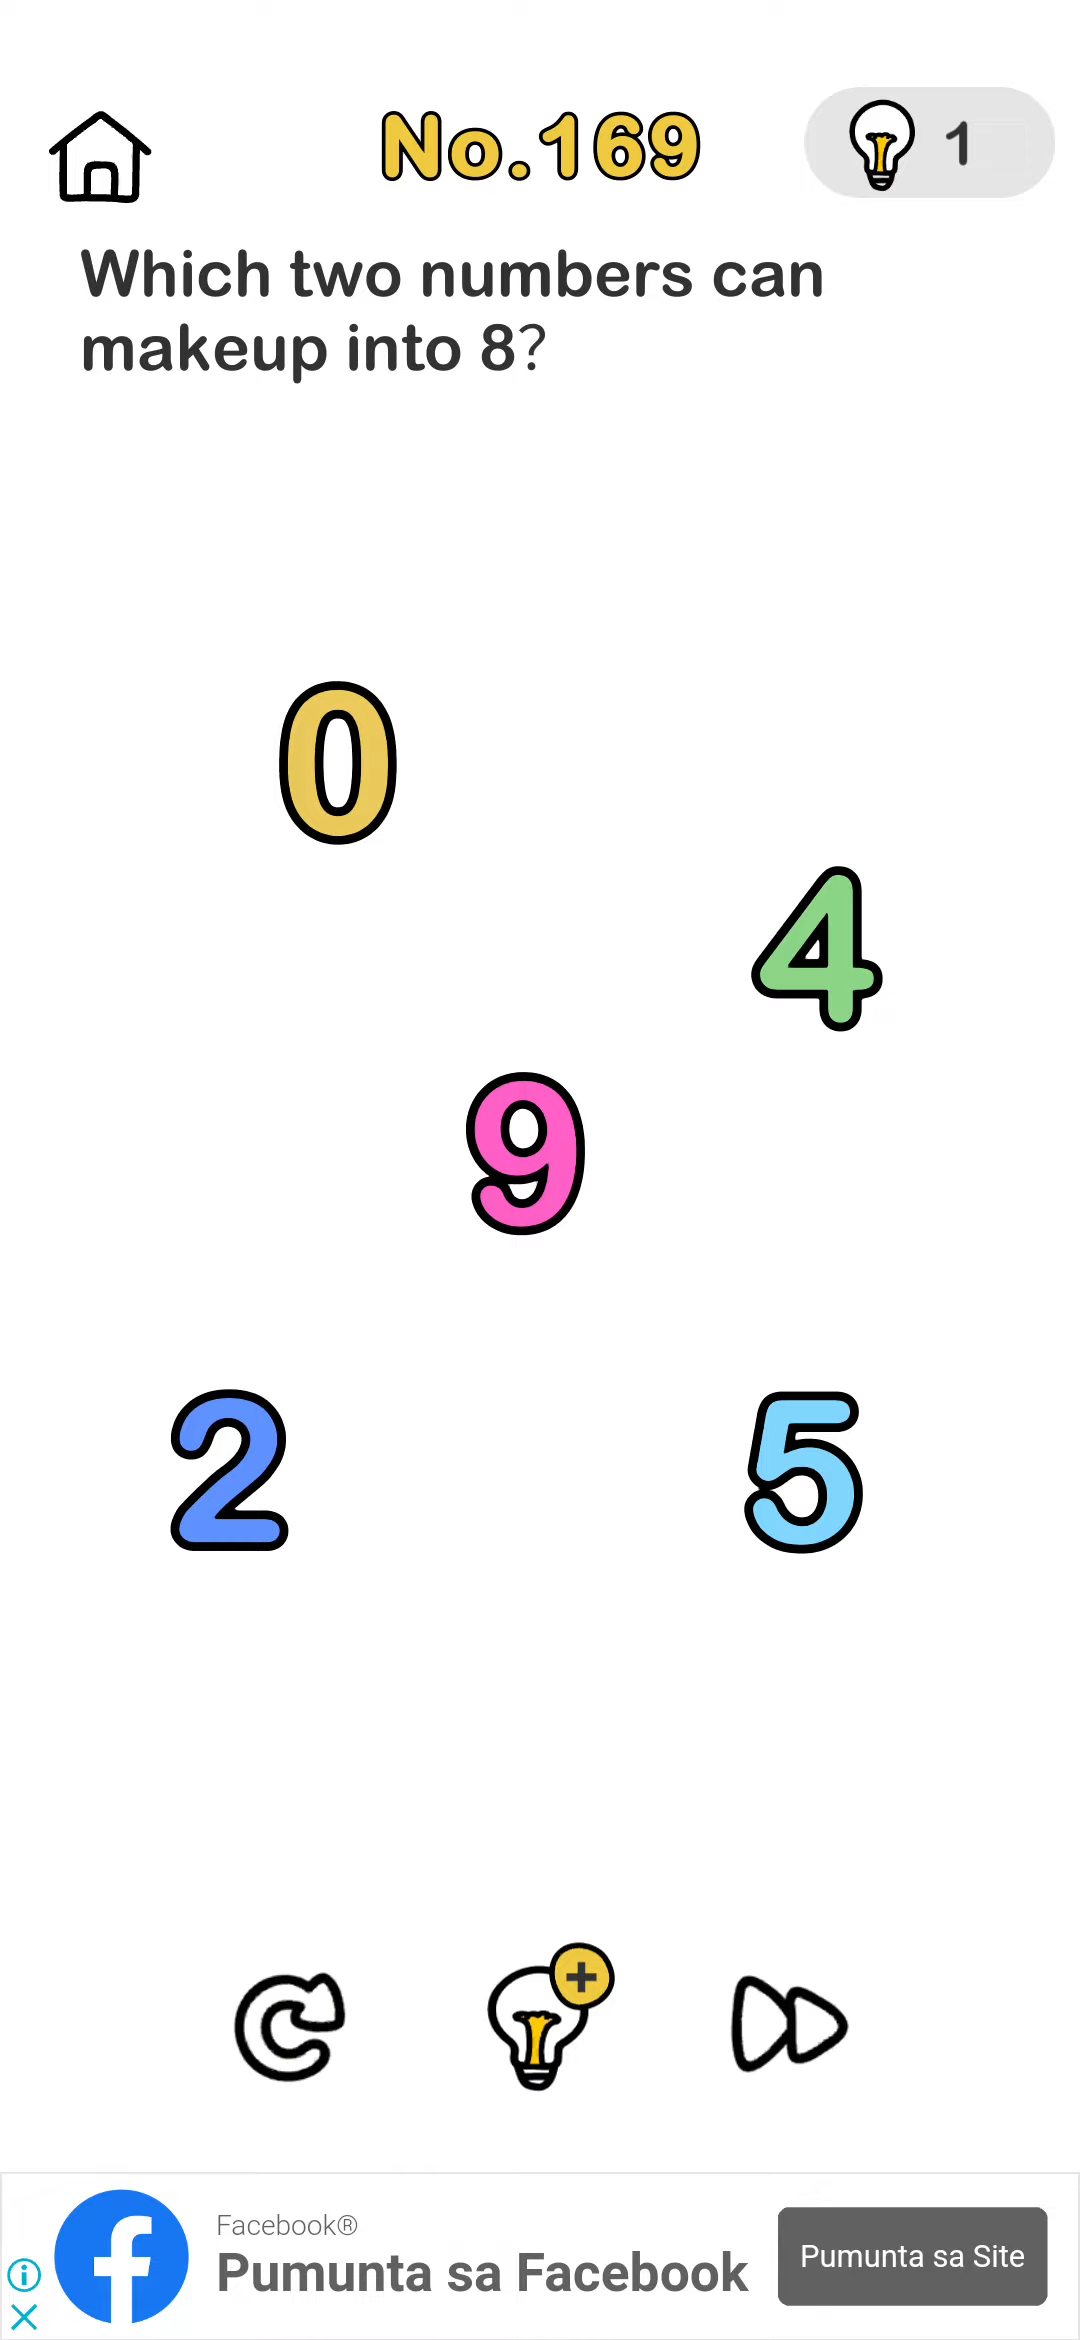 No.169
1
Which two numbers can
makeup into 8?
0
4
9
2 5
Facebook®
Pumunta sa Facebook
Pumunta sa Site